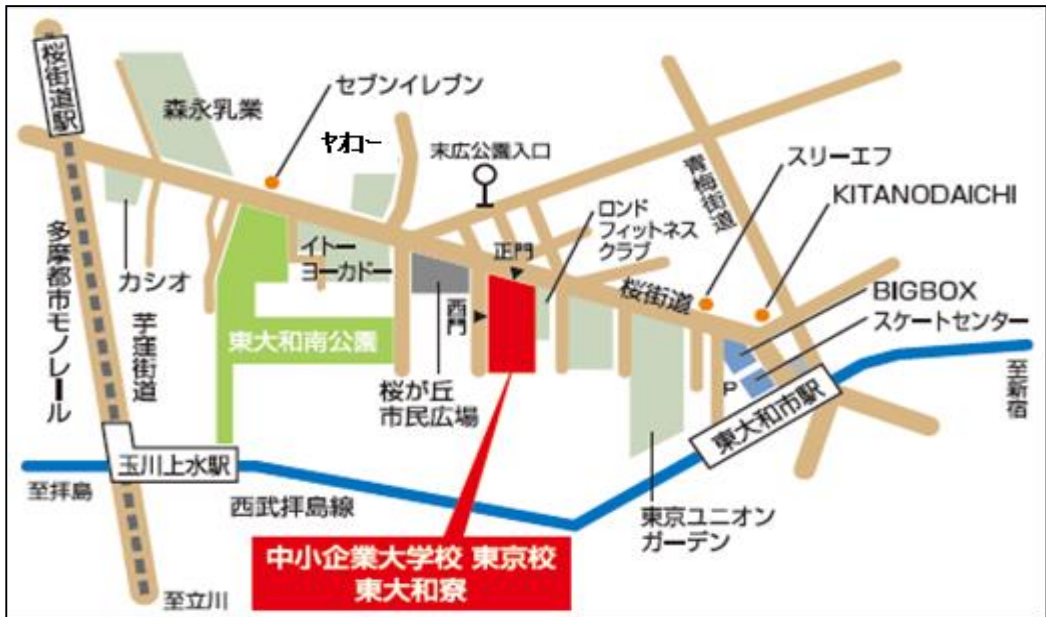 桜街道駅
森永乳業
セブンイレブン
ヤオコー
末広公園入口
青梅街道
スリーエフ
KITANODAICHI
ロンド
フィットネス
クラブ
正門
イトー
ヨーカドー
カシオ
多摩都市モノレール
芋窪街道
西門
桜街道
BIGBOX
スケートセンター
東大和南公園
桜が丘
市民広場
P
東大和市駅
至新宿
玉川上水駅
至拝島
西武拝島線
東京ユニオン
ガーデン
中小企業大学校 東京校
東大和寮
至立川